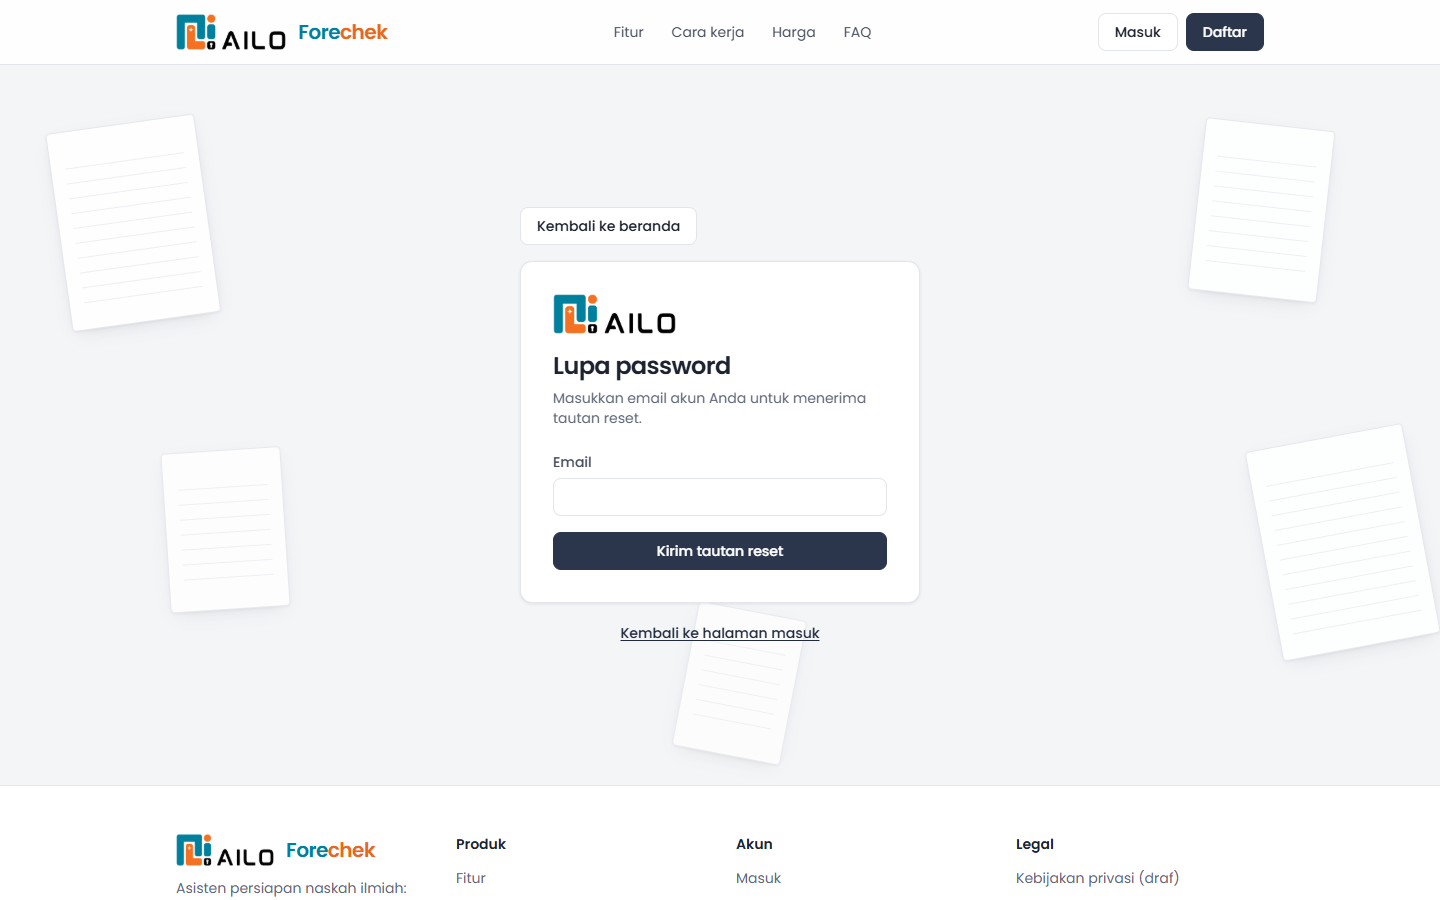 AILO Forechek
Fitur
Cara kerja
Harga
FAQ
Masuk
Daftar
Kembali ke beranda
AILO
Lupa password
Masukkan email akun Anda untuk menerima
tautan reset.
Email
Kirim tautan reset
Kembali ke halaman masuk
AILO Forechek
Asisten persiapan naskah ilmiah:
Produk
Fitur
Akun
Masuk
Legal
Kebijakan privasi (draf)